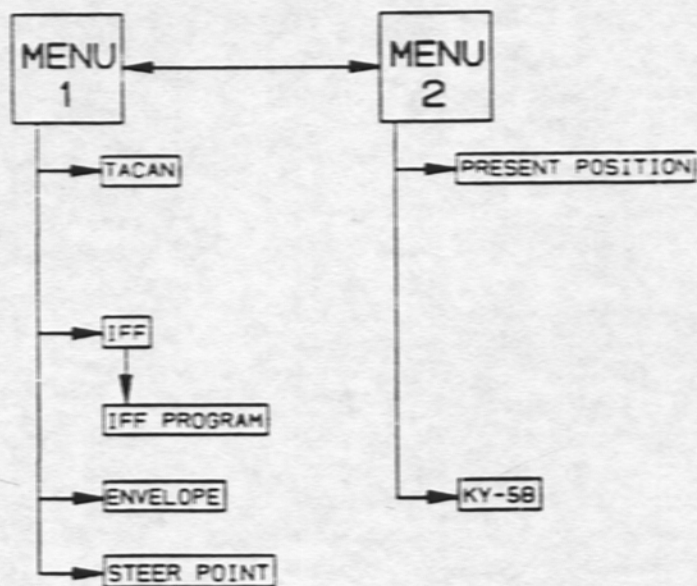 MENU
1
MENU
2
TACAN
PRESENT POSITION
IFF
IFF PROGRAM
ENVELOPE
KY-58
STEER POINT